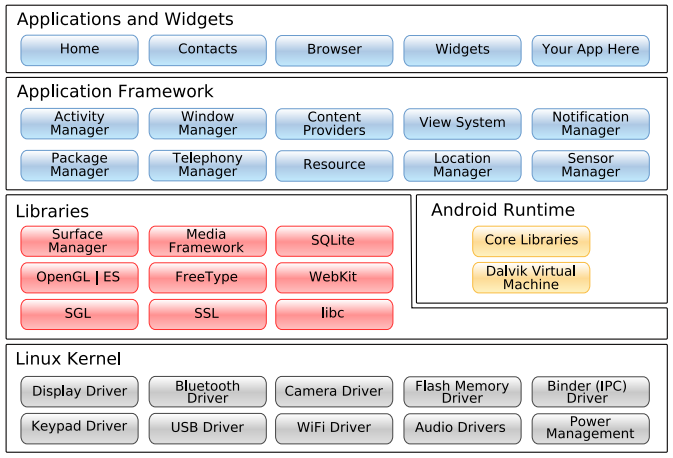 Applications and Widgets
Home
Contacts
Browser
Widgets
Your App Here
Application Framework
Activity
Manager
Window
Manager
Content
Providers
View System
Notification
Manager
Package
Manager
Telephony
Manager
Resource
Location
Manager
Sensor
Manager
Libraries
Surface
Manager
Media
Framework
SQLite
OpenGL | ES
FreeType
WebKit
SGL
SSL
libc
Android Runtime
Core Libraries
Dalvik Virtual
Machine
Linux Kernel
Display Driver
Bluetooth
Driver
Camera Driver
Flash Memory
Driver
Binder (IPC)
Driver
Keypad Driver
USB Driver
WiFi Driver
Audio Drivers
Power
Management